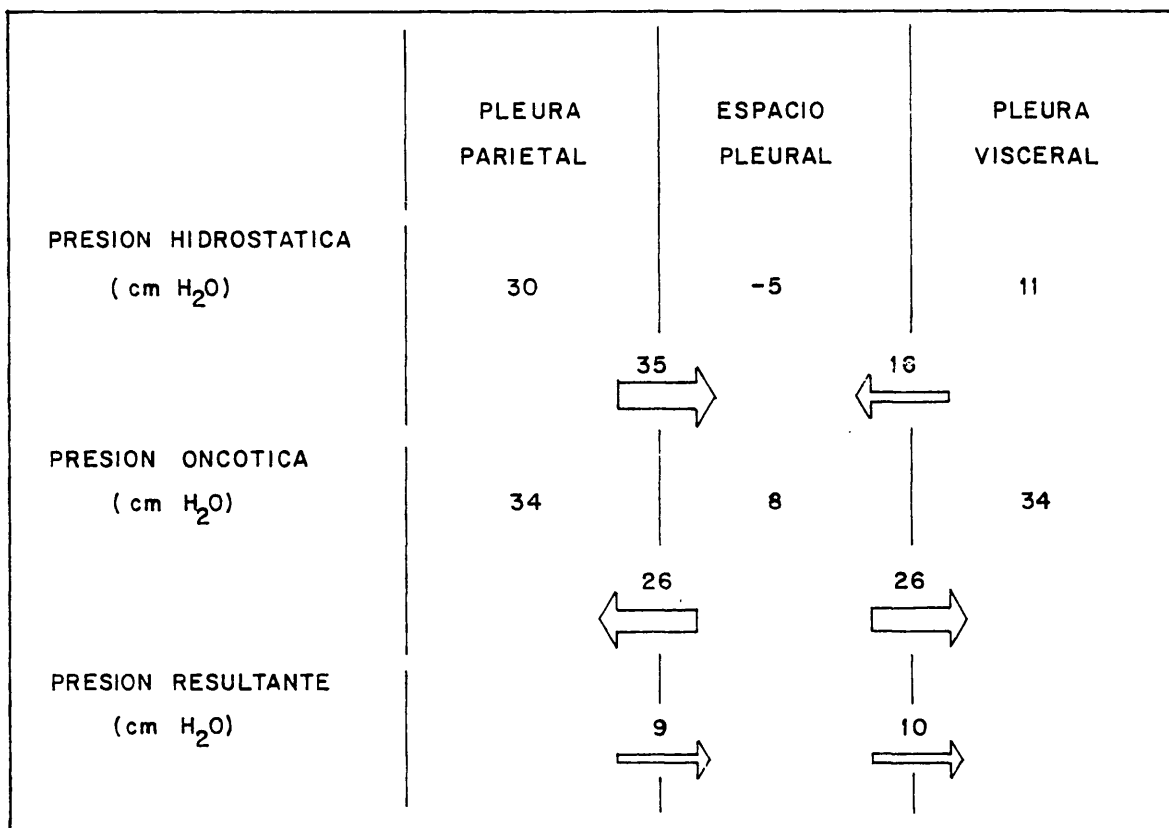 PLEURA PARIETAL
ESPACIO PLEURAL
PLEURA VISCERAL
PRESION HIDROSTATICA
(cm H₂O)
30
-5
11
35
16
PRESION ONCOTICA
(cm H₂O)
34
8
34
26
26
PRESION RESULTANTE
(cm H₂O)
9
10